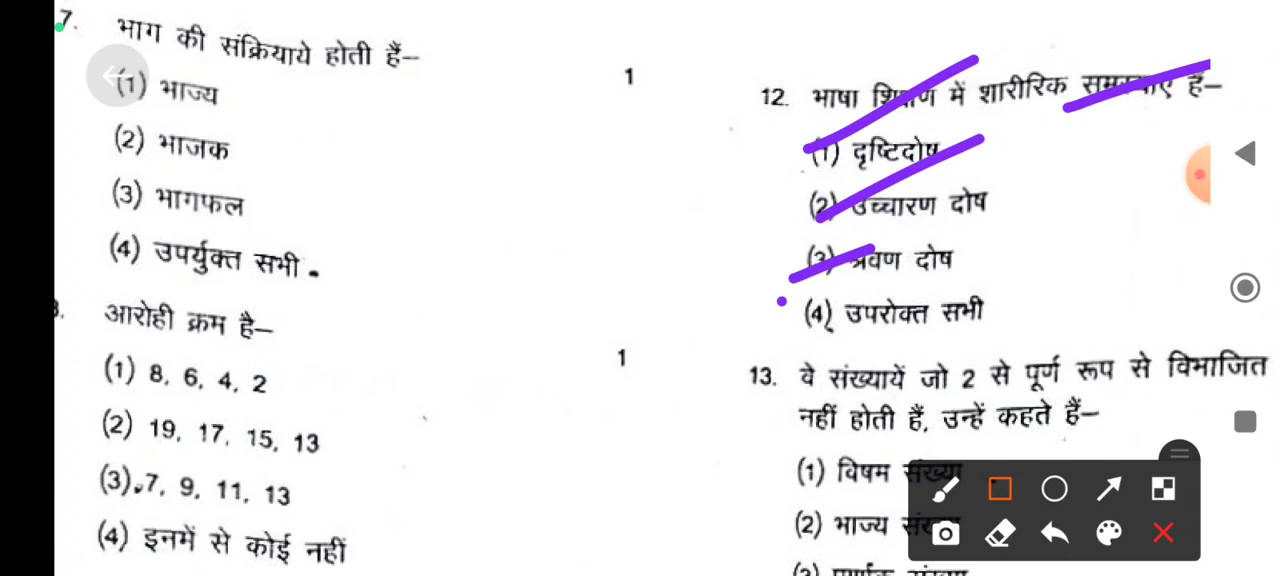 7. भाग की संक्रियाये होती हैं– 1
(1) भाज्य
(2) भाजक
(3) भागफल
(4) उपर्युक्त सभी
आरोही क्रम है– 1
(1) 8, 6, 4, 2
(2) 19, 17, 15, 13
(3) 7, 9, 11, 13
(4) इनमें से कोई नहीं
12. भाषा शिक्षण में शारीरिक समस्याएं हैं–
(1) दृष्टिदोष
(2) उच्चारण दोष
(3) श्रवण दोष
(4) उपरोक्त सभी
13. वे संख्यायें जो 2 से पूर्ण रूप से विभाजित
नहीं होती हैं, उन्हें कहते हैं–
(1) विषम संख्या
(2) भाज्य